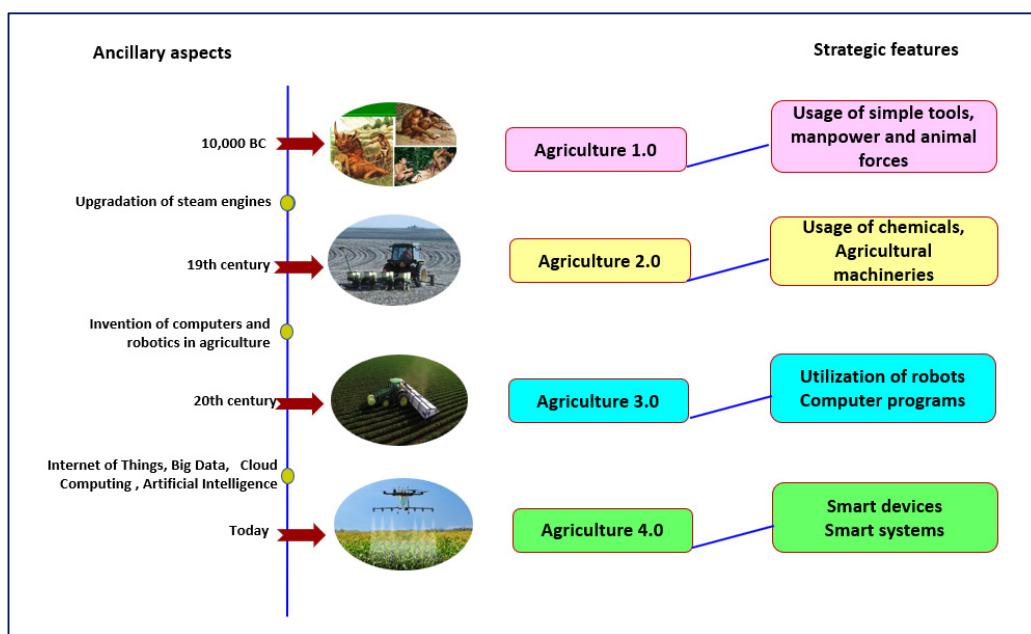 Ancillary aspects
Strategic features
10,000 BC
Agriculture 1.0
Usage of simple tools,
manpower and animal
forces
Upgradation of steam engines
19th century
Agriculture 2.0
Usage of chemicals,
Agricultural
machineries
Invention of computers and
robotics in agriculture
20th century
Agriculture 3.0
Utilization of robots
Computer programs
Internet of Things, Big Data, Cloud
Computing , Artificial Intelligence
Today
Agriculture 4.0
Smart devices
Smart systems